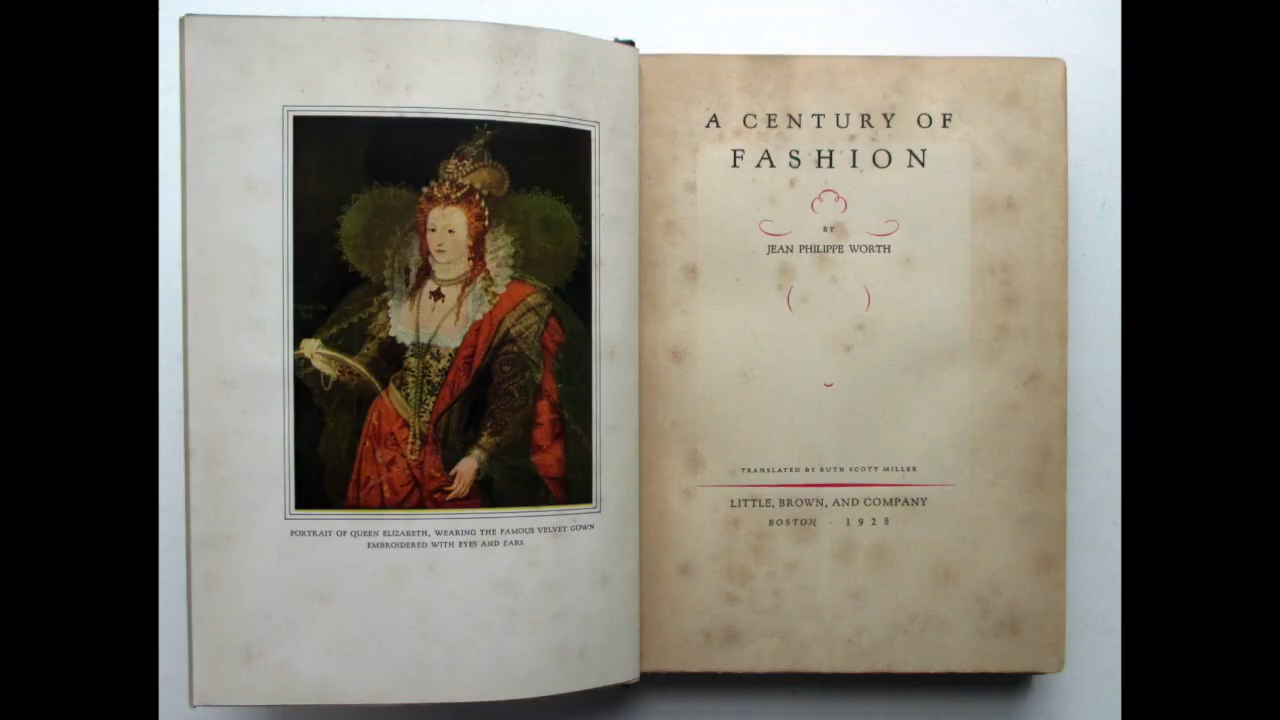 PORTRAIT OF QUEEN ELIZABETH, WEARING THE FAMOUS VELVET GOWN
EMBROIDERED WITH EYES AND EARS
A CENTURY OF
FASHION
BY
JEAN PHILIPPE WORTH
TRANSLATED BY RUTH SCOTT MILLER
LITTLE, BROWN, AND COMPANY
BOSTON · 1928